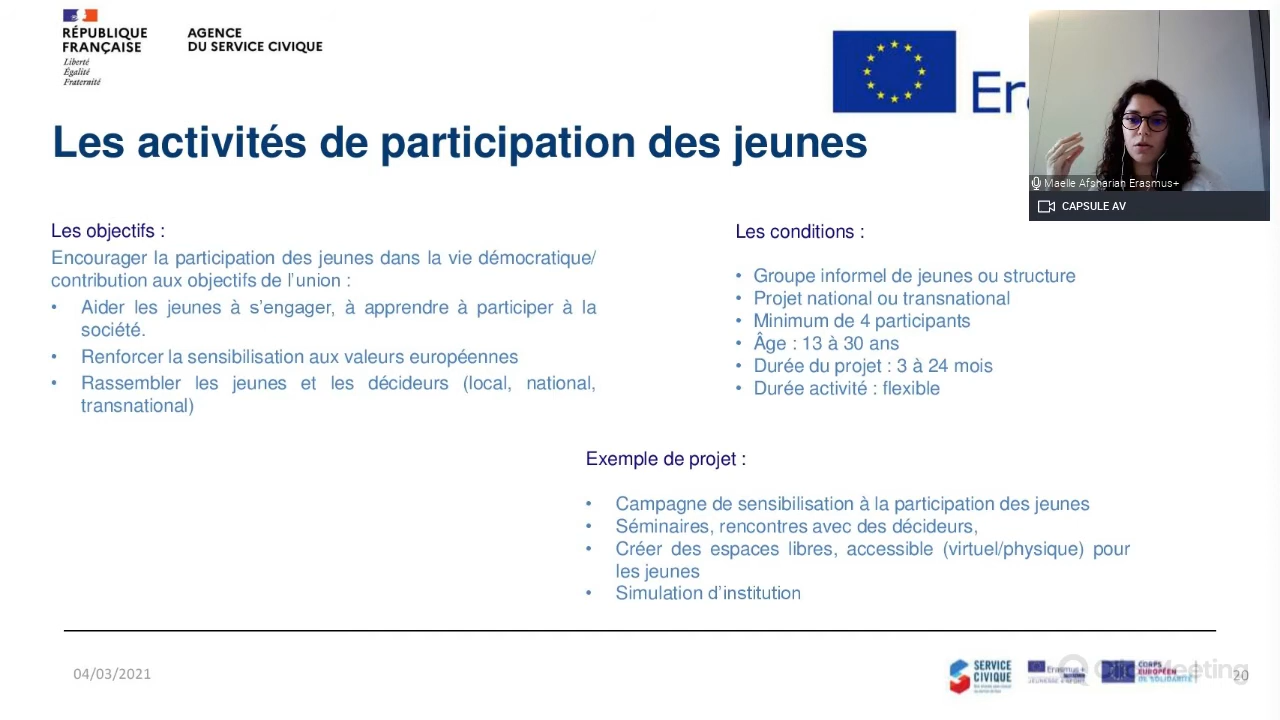 RÉPUBLIQUE
FRANÇAISE
Liberté
Égalité
Fraternité
AGENCE
DU SERVICE CIVIQUE
Er
Maelle Afsharian Erasmus+
CAPSULE AV
Les activités de participation des jeunes
Les objectifs :
Encourager la participation des jeunes dans la vie démocratique/
contribution aux objectifs de l'union :
• Aider les jeunes à s'engager, à apprendre à participer à la
société.
• Renforcer la sensibilisation aux valeurs européennes
• Rassembler les jeunes et les décideurs (local, national,
transnational)
Les conditions :
• Groupe informel de jeunes ou structure
• Projet national ou transnational
• Minimum de 4 participants
• Âge : 13 à 30 ans
• Durée du projet : 3 à 24 mois
• Durée activité : flexible
Exemple de projet :
• Campagne de sensibilisation à la participation des jeunes
• Séminaires, rencontres avec des décideurs,
• Créer des espaces libres, accessible (virtuel/physique) pour
les jeunes
• Simulation d'institution
04/03/2021
SERVICE
CIVIQUE
Erasmus +
CORPS
EUROPÉEN
DE SOLIDARITÉ
ClickMeeting
20